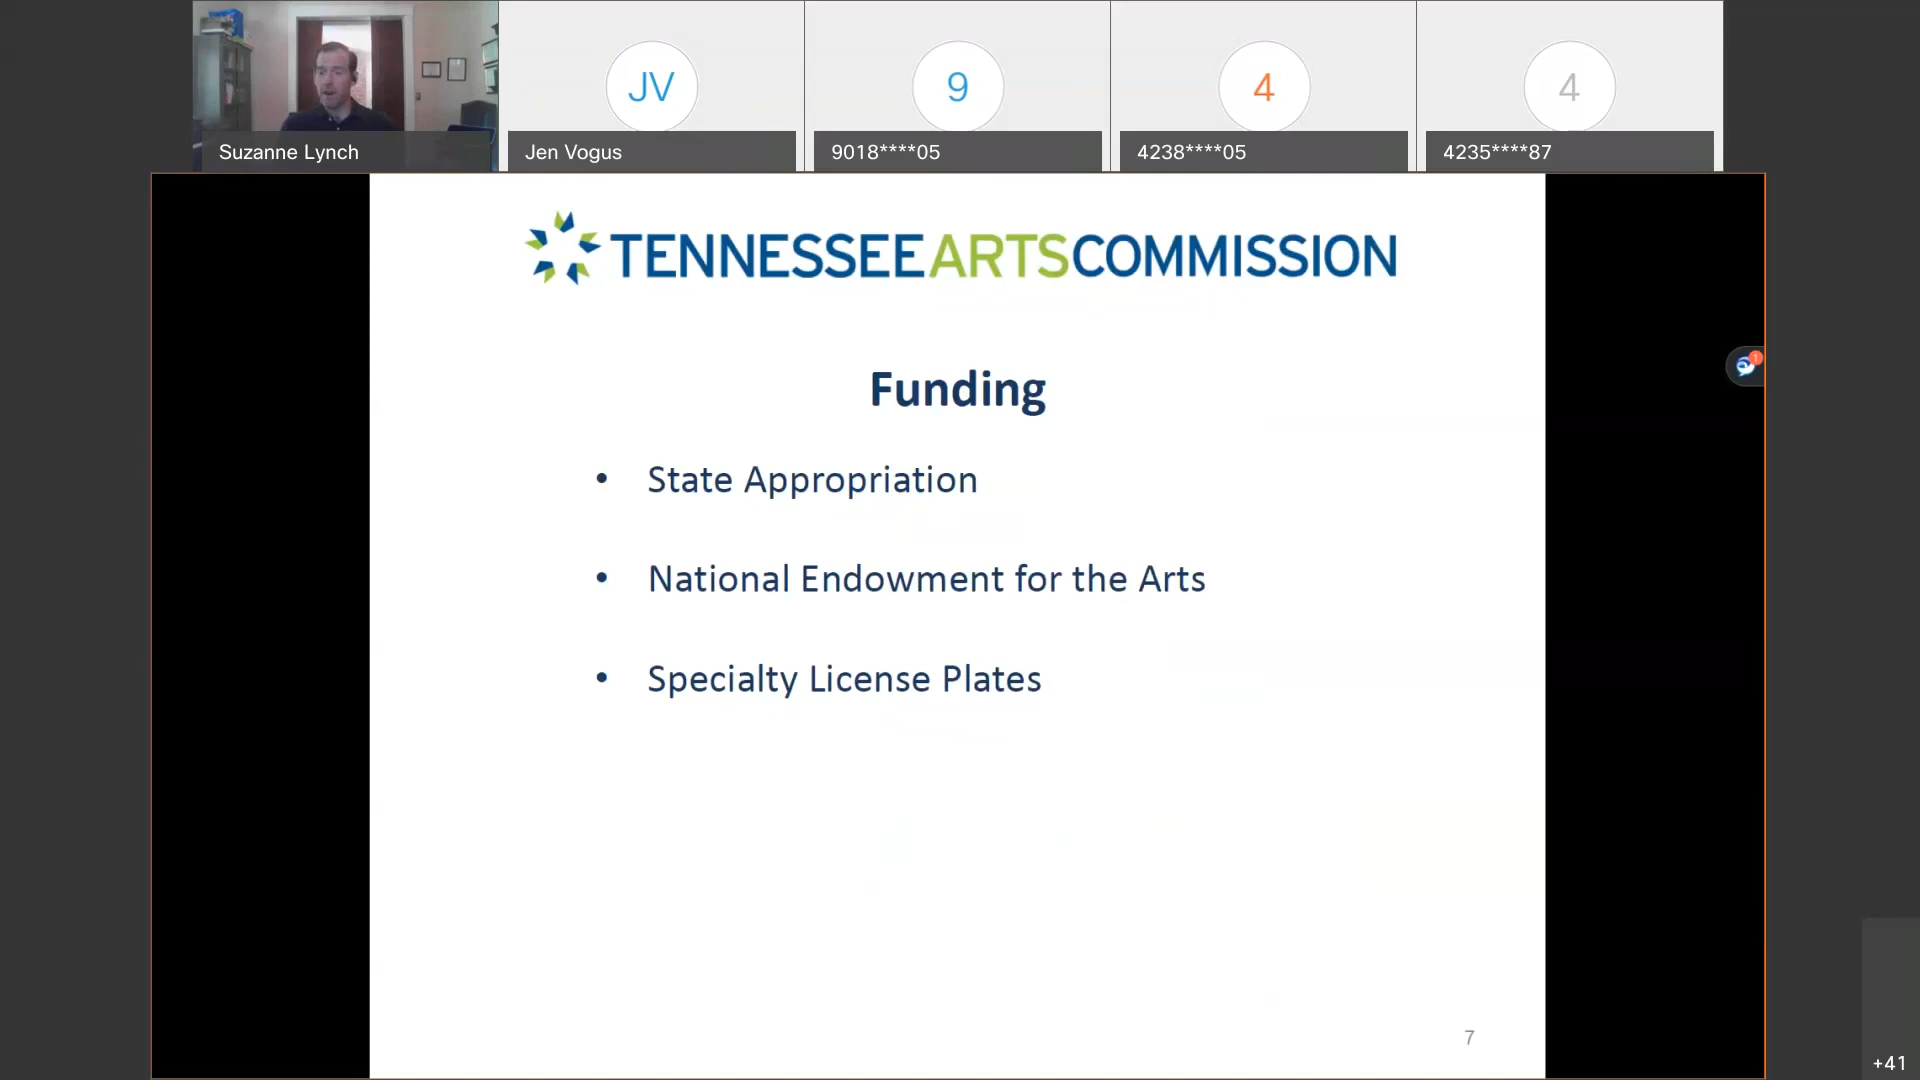 JV
9
4
4
Suzanne Lynch
Jen Vogus
9018****05
4238****05
4235****87
TENNESSEEARTSCOMMISSION
1
Funding
• State Appropriation
• National Endowment for the Arts
• Specialty License Plates
7
+41